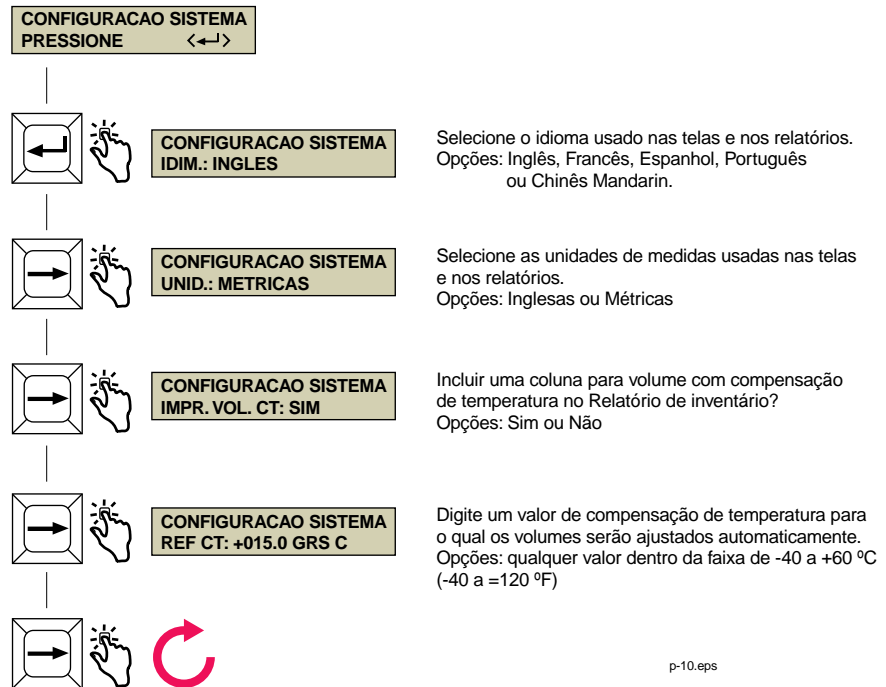 CONFIGURACAO SISTEMA
PRESSIONE <↵>
CONFIGURACAO SISTEMA
IDIM.: INGLES
Selecione o idioma usado nas telas e nos relatórios.
Opções: Inglês, Francês, Espanhol, Português
ou Chinês Mandarin.
CONFIGURACAO SISTEMA
UNID.: METRICAS
Selecione as unidades de medidas usadas nas telas
e nos relatórios.
Opções: Inglesas ou Métricas
CONFIGURACAO SISTEMA
IMPR. VOL. CT: SIM
Incluir uma coluna para volume com compensação
de temperatura no Relatório de inventário?
Opções: Sim ou Não
CONFIGURACAO SISTEMA
REF CT: +015.0 GRS C
Digite um valor de compensação de temperatura para
o qual os volumes serão ajustados automaticamente.
Opções: qualquer valor dentro da faixa de -40 a +60 ºC
(-40 a =120 ºF)
p-10.eps